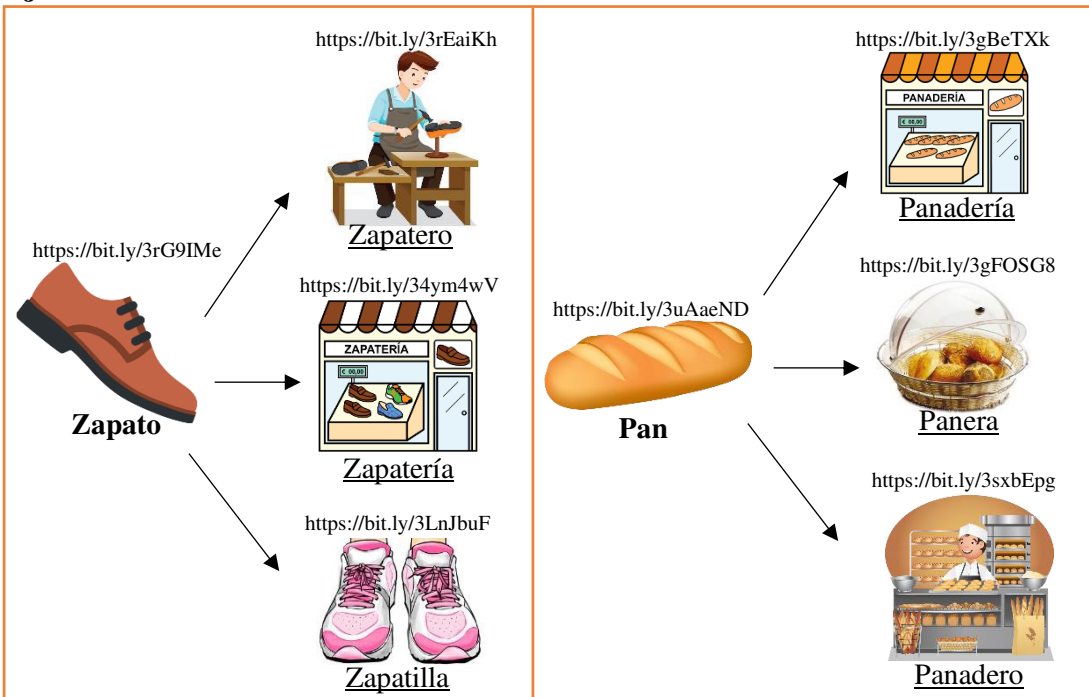 https://bit.ly/3rEaiKh
Zapatero
https://bit.ly/3rG9IMe
Zapato
https://bit.ly/34ym4wV
ZAPATERÍA
€ 00,00
Zapatería
https://bit.ly/3LnJbuF
Zapatilla
https://bit.ly/3gBeTXk
PANADERÍA
€ 00,00
Panadería
https://bit.ly/3uAaeND
Pan
https://bit.ly/3gFOSG8
Panera
https://bit.ly/3sxbEpg
Panadero